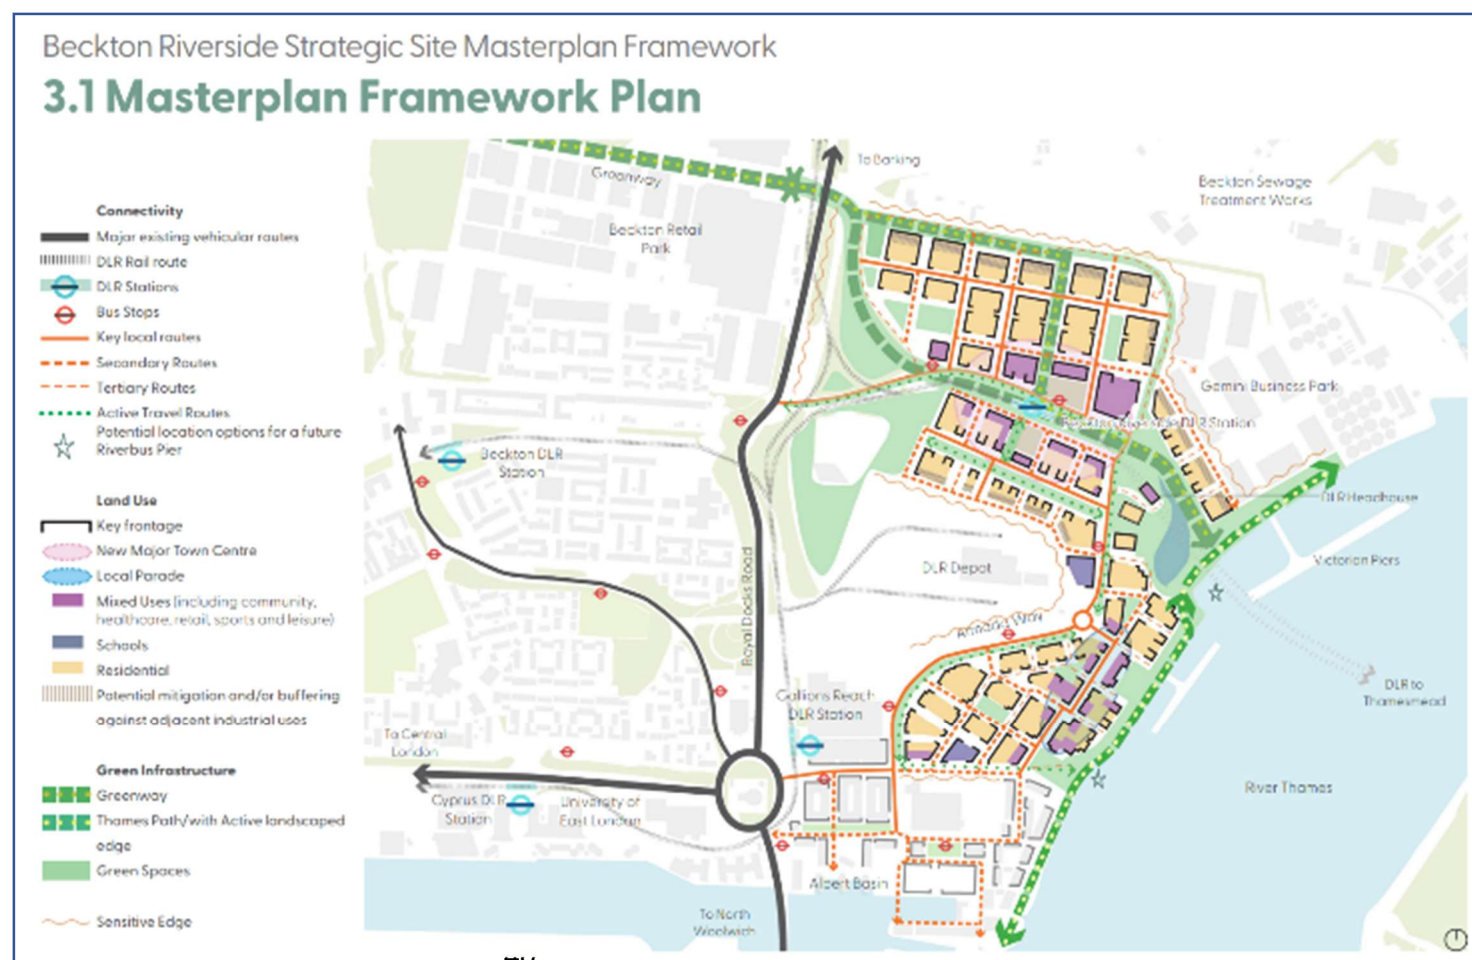 Beckton Riverside Strategic Site Masterplan Framework
3.1 Masterplan Framework Plan
Connectivity
Major existing vehicular routes
DLR Rail route
DLR Stations
Bus Stops
Key local routes
Secondary Routes
Tertiary Routes
Active Travel Routes
Potential location options for a future
Riverbus Pier
Land Use
Key frontage
New Major Town Centre
Local Parade
Mixed Uses (including community,
healthcare, retail, sports and leisure)
Schools
Residential
Potential mitigation and/or buffering
against adjacent industrial uses
Green Infrastructure
Greenway
Thames Path/with Active landscaped
edge
Green Spaces
Sensitive Edge
To Barking
Greenway
Beckton Sewage
Treatment Works
Beckton Retail
Park
Gemini Business Park
Beckton Riverside DLR Station
Beckton DLR
Station
DLR Headhouse
Victorian Piers
DLR Depot
Armada Way
Royal Docks Road
Gallions Reach
DLR Station
DLR to
Thamesmead
To Central
London
Cyprus DLR
Station
University of
East London
River Thames
Albert Basin
To North
Woolwich